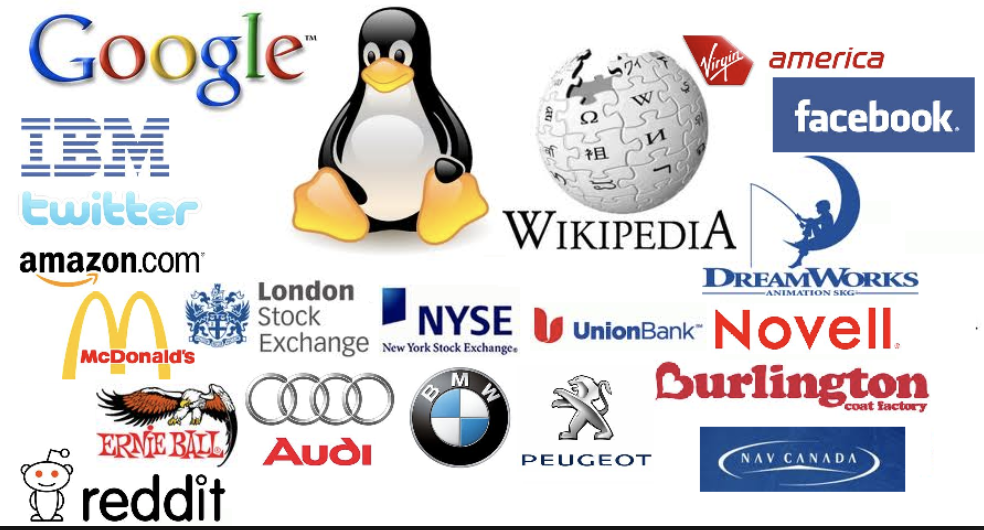 Google™
Virgin america
facebook®
IBM
twitter
WIKIPEDIA
W
Ω
И
祖
amazon.com®
DREAMWORKS
ANIMATION SKG
McDonald's
London
Stock
Exchange
NYSE
New York Stock Exchange®
UnionBank™
Novell®
Burlington
coat factory
ERNIE BALL
Audi
BMW
PEUGEOT
NAV CANADA
reddit